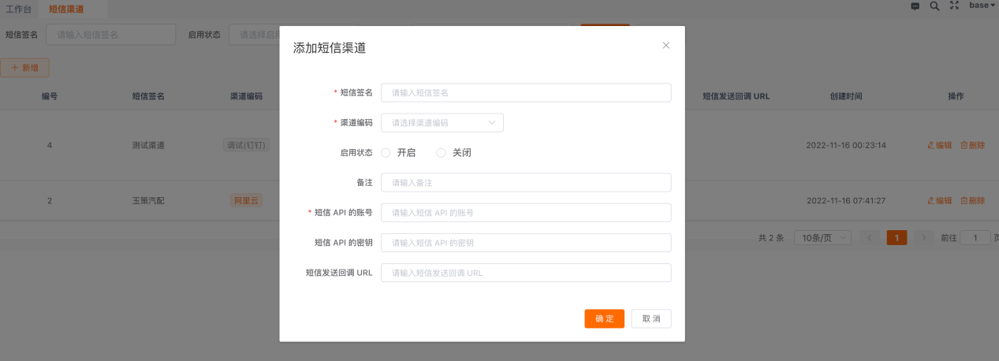 工作台 短信渠道 base
短信签名 请输入短信签名 启用状态 请选择启
+ 新增
编号 短信签名 渠道编码 短信发送回调 URL 创建时间 操作
4 测试渠道 调试(钉钉) 2022-11-16 00:23:14 编辑 删除
2 玉策汽配 阿里云 2022-11-16 07:41:27 编辑 删除
共 2 条 10条/页 1 前往 1
添加短信渠道
* 短信签名 请输入短信签名
* 渠道编码 请选择渠道编码
启用状态 开启 关闭
备注 请输入备注
* 短信 API 的账号 请输入短信 API 的账号
短信 API 的密钥 请输入短信 API 的密钥
短信发送回调 URL 请输入短信发送回调 URL
确定 取消